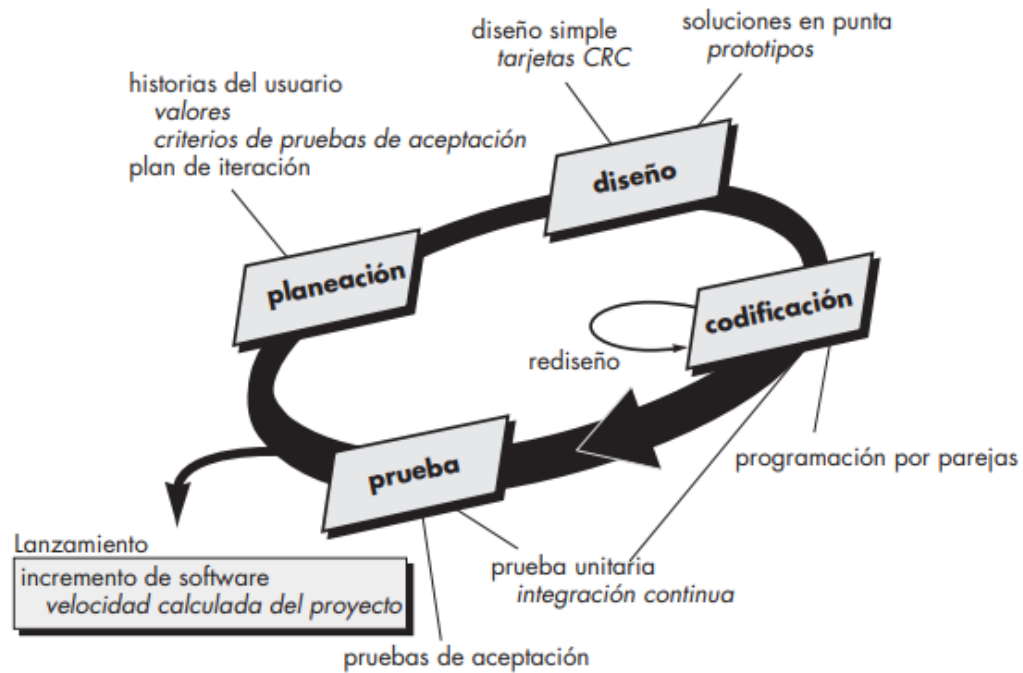 diseño simple
tarjetas CRC
soluciones en punta
prototipos
historias del usuario
valores
criterios de pruebas de aceptación
plan de iteración
diseño
planeación
codificación
rediseño
programación por parejas
prueba
Lanzamiento
incremento de software
velocidad calculada del proyecto
prueba unitaria
integración continua
pruebas de aceptación